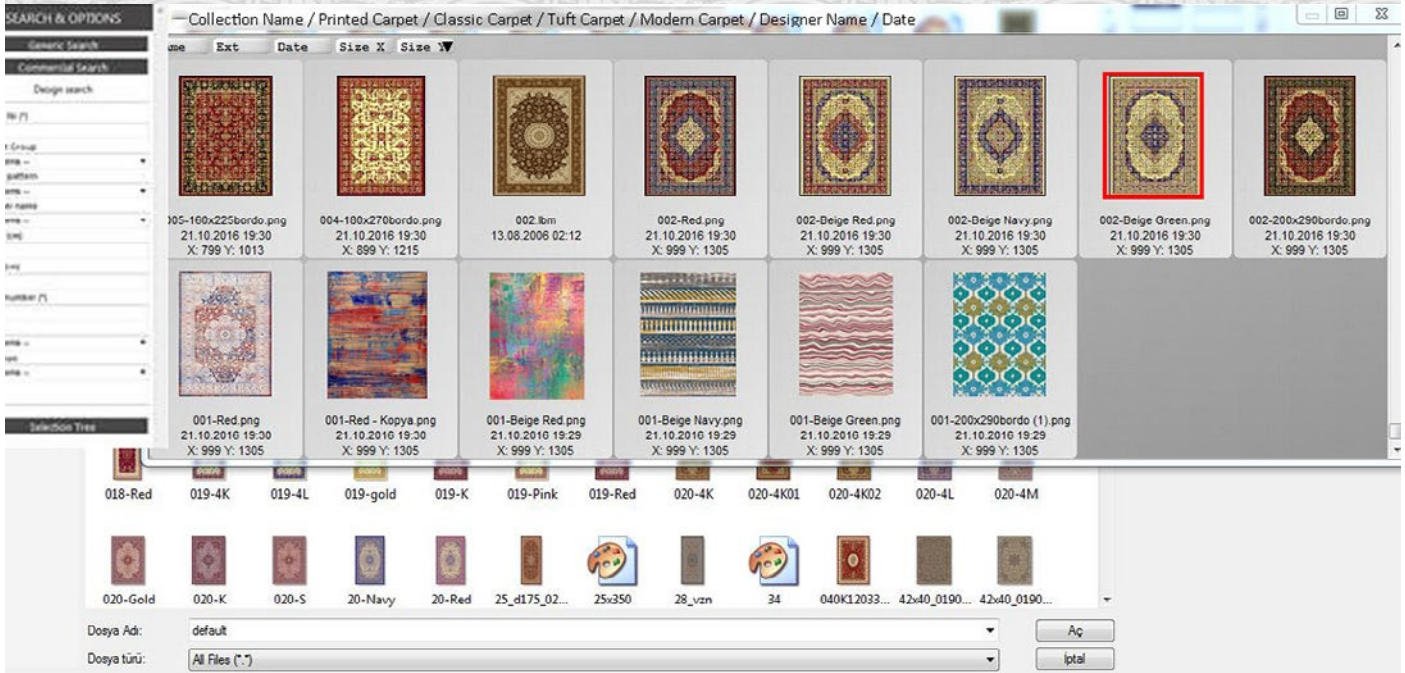 SEARCH & OPTIONS
Generic Search
Commercial Search
Design search
Group
pattern
Selection Tree
Collection Name / Printed Carpet / Classic Carpet / Tuft Carpet / Modern Carpet / Designer Name / Date
Ext Date Size X Size Y
005-160x225bordo.png 004-180x270bordo.png 002.lbm 002-Red.png 002-Beige Red.png 002-Beige Navy.png 002-Beige Green.png 002-200x290bordo.png
21.10.2016 19:30 21.10.2016 19:30 13.08.2006 02:12 21.10.2016 19:30 21.10.2016 19:30 21.10.2016 19:30 21.10.2016 19:30 21.10.2016 19:30
X: 799 Y: 1013 X: 899 Y: 1215 X: 999 Y: 1305 X: 999 Y: 1305 X: 999 Y: 1305 X: 999 Y: 1305 X: 999 Y: 1305
001-Red.png 001-Red - Kopya.png 001-Beige Red.png 001-Beige Navy.png 001-Beige Green.png 001-200x290bordo (1).png
21.10.2016 19:30 21.10.2016 19:30 21.10.2016 19:29 21.10.2016 19:29 21.10.2016 19:29 21.10.2016 19:29
X: 999 Y: 1305 X: 999 Y: 1305 X: 999 Y: 1305 X: 999 Y: 1305 X: 999 Y: 1305 X: 999 Y: 1305
018-Red 019-4K 019-4L 019-gold 019-K 019-Pink 019-Red 020-4K 020-4K01 020-4K02 020-4L 020-4M
020-Gold 020-K 020-S 20-Navy 20-Red 25_d175_02... 25x350 28_vzn 34 040K12033... 42x40_0190... 42x40_0190...
Dosya Adı: default Aç
Dosya türü: All Files (*.*) İptal